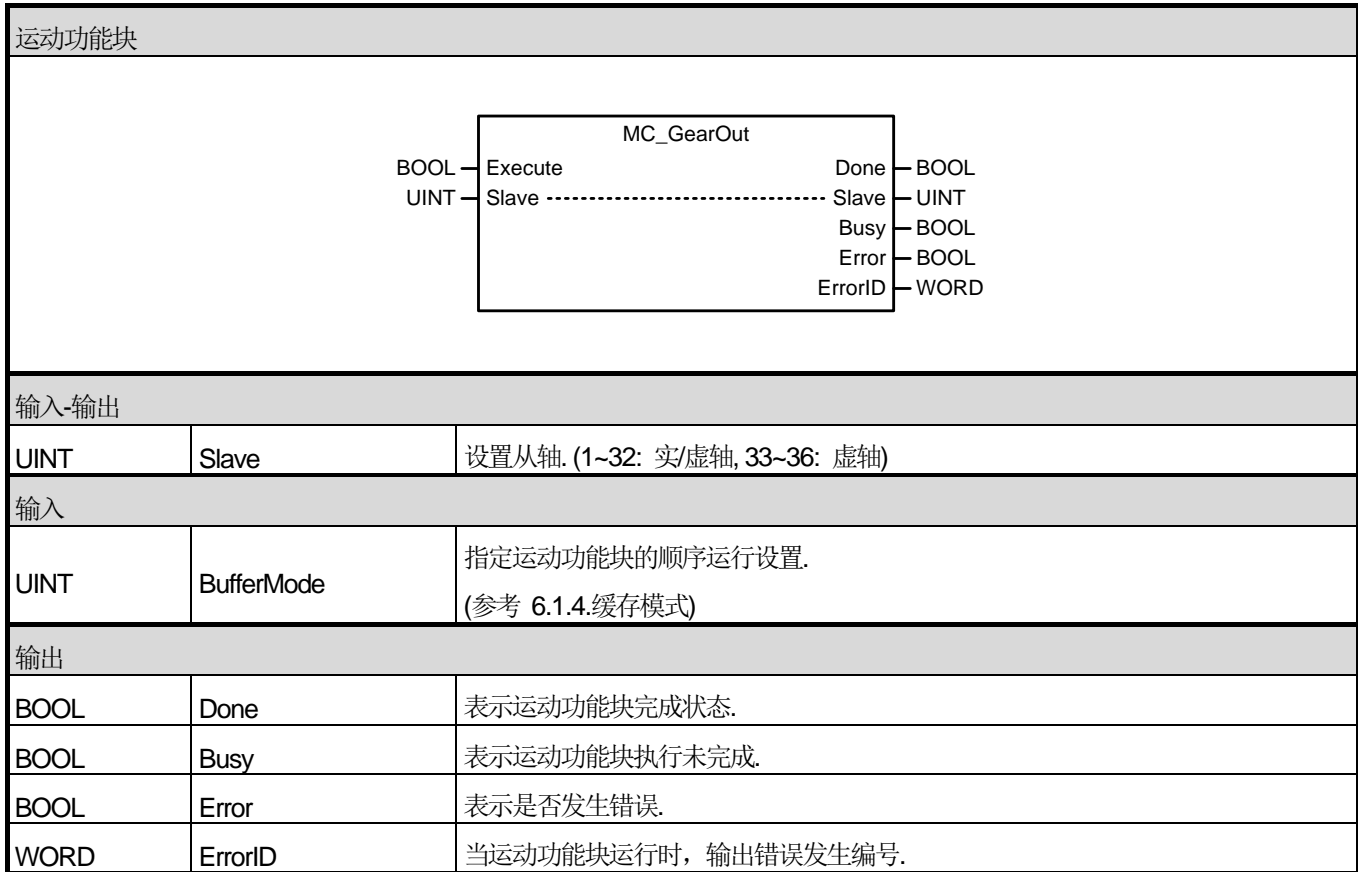 运动功能块
MC_GearOut
BOOL Execute Done BOOL
UINT Slave Slave UINT
Busy BOOL
Error BOOL
ErrorID WORD
输入-输出
UINT Slave 设置从轴. (1~32: 实/虚轴, 33~36: 虚轴)
输入
UINT BufferMode 指定运动功能块的顺序运行设置.
(参考 6.1.4.缓存模式)
输出
BOOL Done 表示运动功能块完成状态.
BOOL Busy 表示运动功能块执行未完成.
BOOL Error 表示是否发生错误.
WORD ErrorID 当运动功能块运行时，输出错误发生编号.